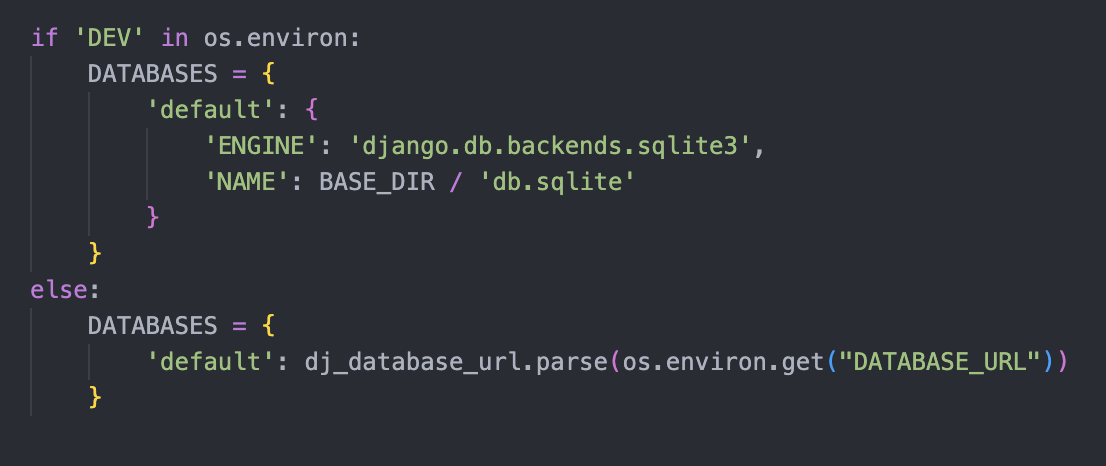 if 'DEV' in os.environ:
    DATABASES = {
        'default': {
            'ENGINE': 'django.db.backends.sqlite3',
            'NAME': BASE_DIR / 'db.sqlite'
        }
    }
else:
    DATABASES = {
        'default': dj_database_url.parse(os.environ.get("DATABASE_URL"))
    }